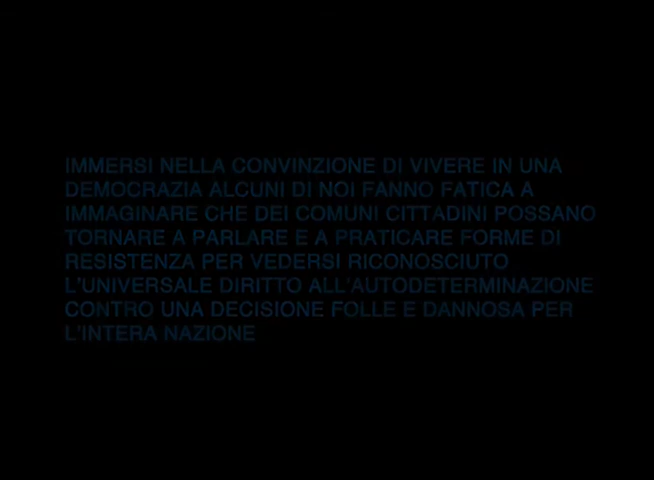 IMMERSI NELLA CONVINZIONE DI VIVERE IN UNA
DEMOCRAZIA ALCUNI DI NOI FANNO FATICA A
IMMAGINARE CHE DEI COMUNI CITTADINI POSSANO
TORNARE A PARLARE E A PRATICARE FORME DI
RESISTENZA PER VEDERSI RICONOSCIUTO
L'UNIVERSALE DIRITTO ALL'AUTODETERMINAZIONE
CONTRO UNA DECISIONE FOLLE E DANNOSA PER
L'INTERA NAZIONE